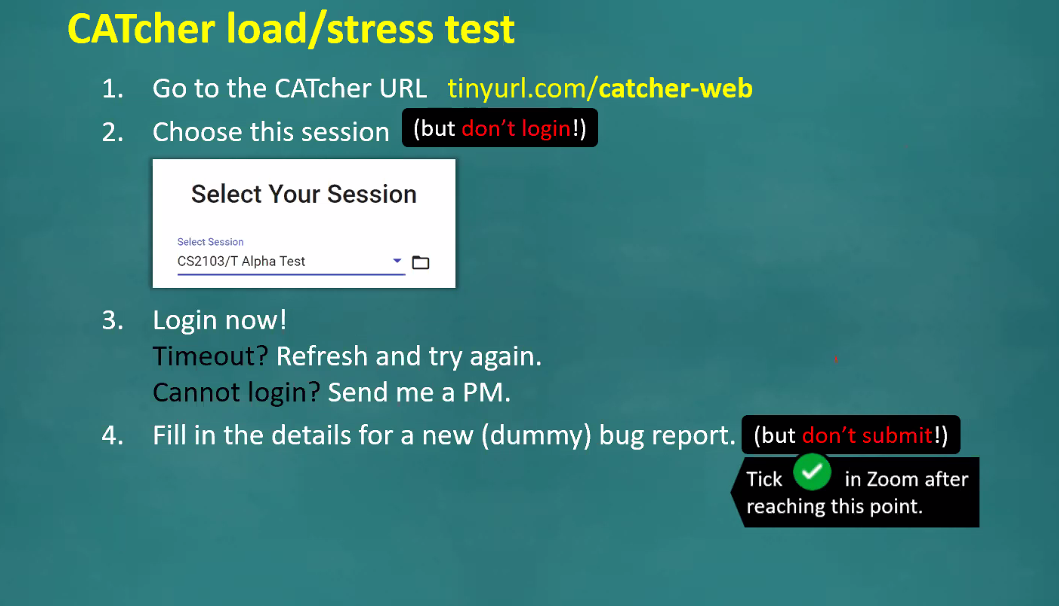 CATcher load/stress test
1. Go to the CATcher URL tinyurl.com/catcher-web
2. Choose this session (but don't login!)
Select Your Session
Select Session
CS2103/T Alpha Test
3. Login now!
Timeout? Refresh and try again.
Cannot login? Send me a PM.
4. Fill in the details for a new (dummy) bug report. (but don't submit!)
Tick in Zoom after
reaching this point.